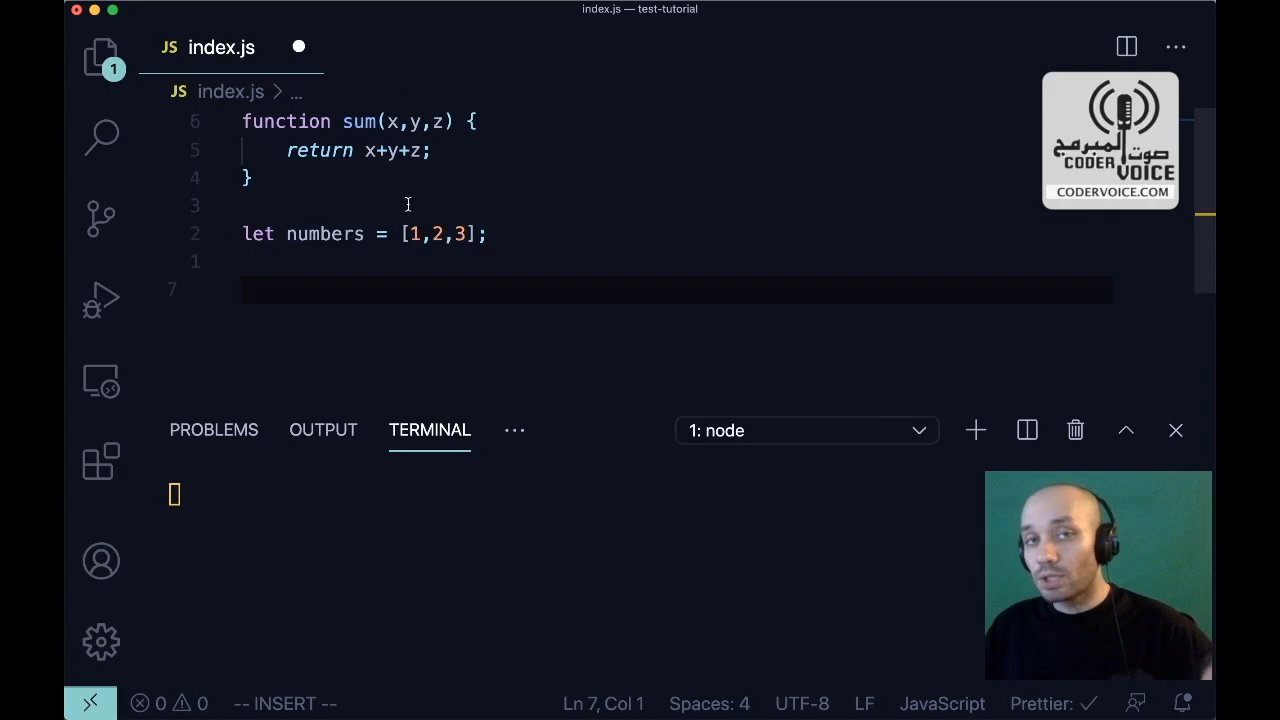 index.js — test-tutorial
JS index.js
1
JS index.js > ...
6 function sum(x,y,z) {
5 return x+y+z;
4 }
3
2 let numbers = [1,2,3];
1
7
صوت المبرمج
CODER VOICE
CODERVOICE.COM
PROBLEMS OUTPUT TERMINAL ...
1: node
0 0 -- INSERT -- Ln 7, Col 1 Spaces: 4 UTF-8 LF JavaScript Prettier: ✓